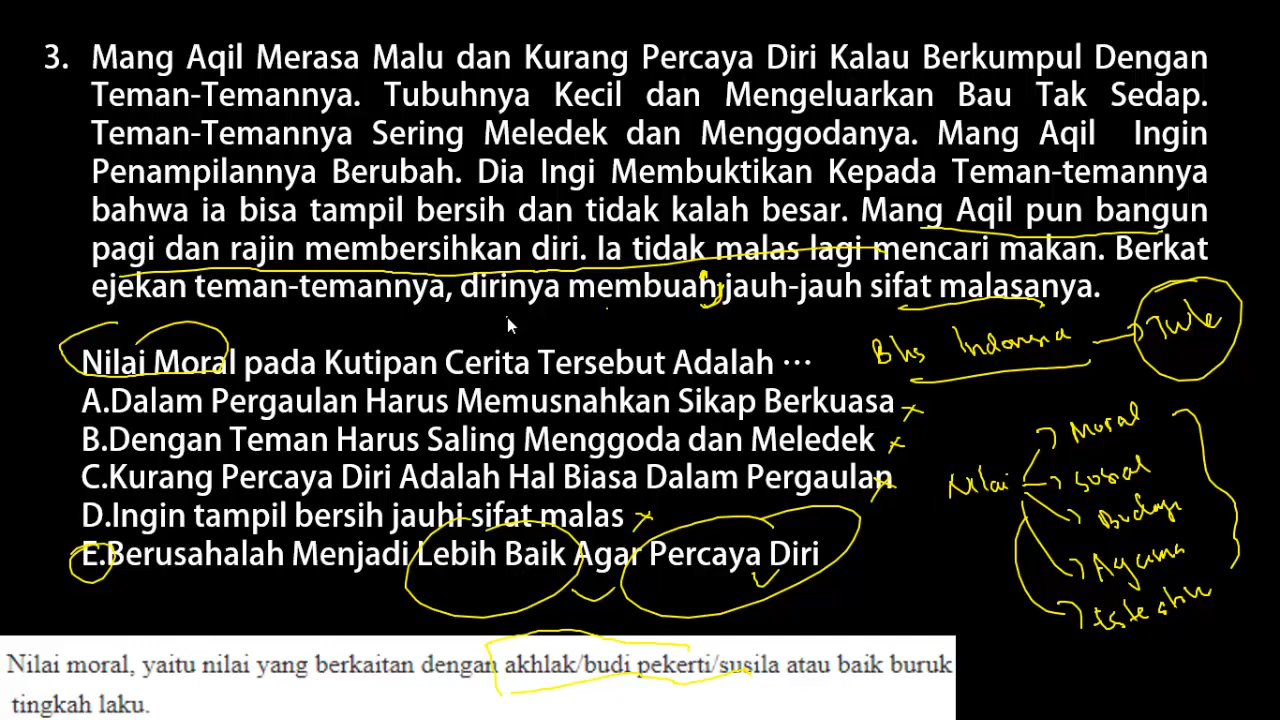 3. Mang Aqil Merasa Malu dan Kurang Percaya Diri Kalau Berkumpul Dengan
Teman-Temannya. Tubuhnya Kecil dan Mengeluarkan Bau Tak Sedap.
Teman-Temannya Sering Meledek dan Menggodanya. Mang Aqil Ingin
Penampilannya Berubah. Dia Ingi Membuktikan Kepada Teman-temannya
bahwa ia bisa tampil bersih dan tidak kalah besar. Mang Aqil pun bangun
pagi dan rajin membersihkan diri. Ia tidak malas lagi mencari makan. Berkat
ejekan teman-temannya, dirinya membuah jauh-jauh sifat malasanya.
Nilai Moral pada Kutipan Cerita Tersebut Adalah ...
Bhs Indonesia
A.Dalam Pergaulan Harus Memusnahkan Sikap Berkuasa
B.Dengan Teman Harus Saling Menggoda dan Meledek
C.Kurang Percaya Diri Adalah Hal Biasa Dalam Pergaulan
D.Ingin tampil bersih jauhi sifat malas
E.Berusahalah Menjadi Lebih Baik Agar Percaya Diri
Nilai
Moral
Sosial
Budaya
Agama
Nilai moral, yaitu nilai yang berkaitan dengan akhlak/budi pekerti/susila atau baik buruk
tingkah laku.